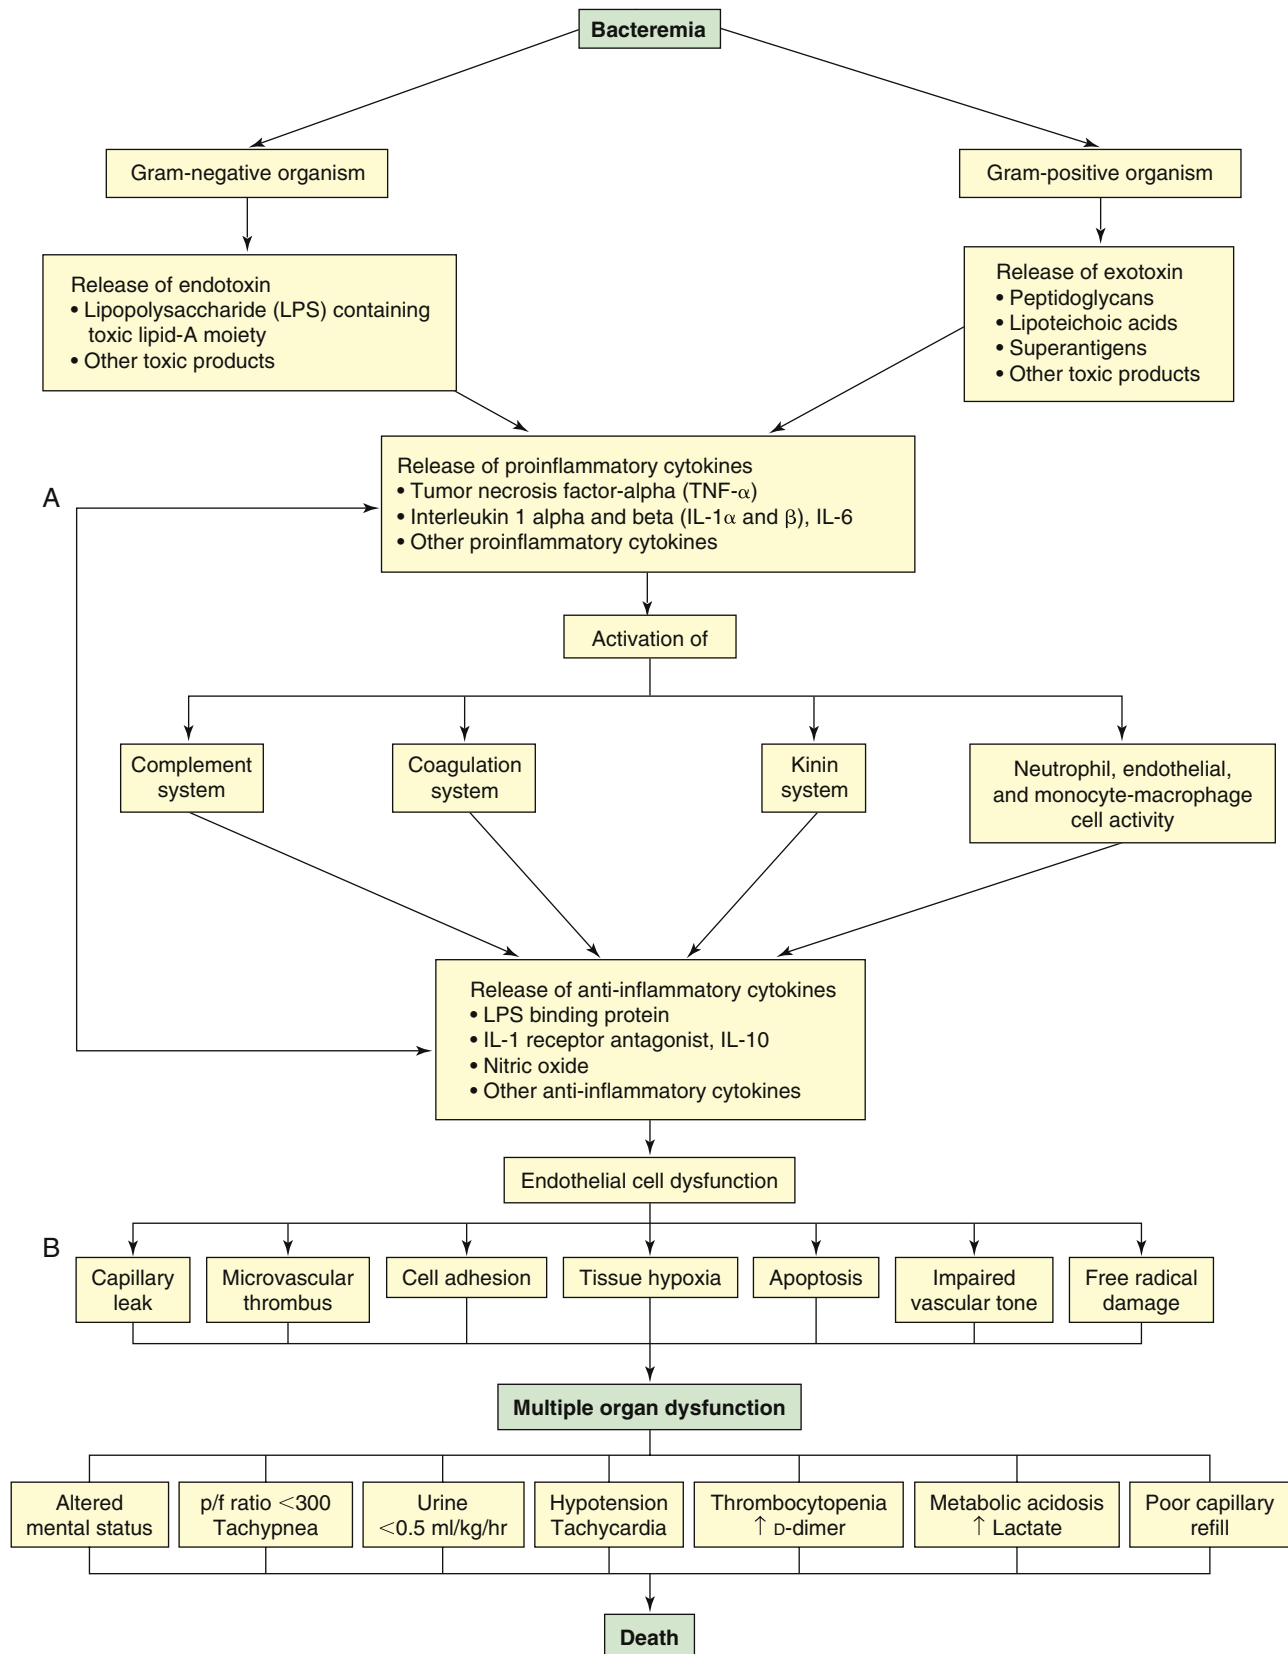 Bacteremia
Gram-negative organism
Gram-positive organism
Release of endotoxin
• Lipopolysaccharide (LPS) containing
toxic lipid-A moiety
• Other toxic products
Release of exotoxin
• Peptidoglycans
• Lipoteichoic acids
• Superantigens
• Other toxic products
A
Release of proinflammatory cytokines
• Tumor necrosis factor-alpha (TNF-α)
• Interleukin 1 alpha and beta (IL-1α and β), IL-6
• Other proinflammatory cytokines
Activation of
Complement
system
Coagulation
system
Kinin
system
Neutrophil, endothelial,
and monocyte-macrophage
cell activity
Release of anti-inflammatory cytokines
• LPS binding protein
• IL-1 receptor antagonist, IL-10
• Nitric oxide
• Other anti-inflammatory cytokines
Endothelial cell dysfunction
B
Capillary
leak
Microvascular
thrombus
Cell adhesion
Tissue hypoxia
Apoptosis
Impaired
vascular tone
Free radical
damage
Multiple organ dysfunction
Altered
mental status
p/f ratio <300
Tachypnea
Urine
<0.5 ml/kg/hr
Hypotension
Tachycardia
Thrombocytopenia
↑ D-dimer
Metabolic acidosis
↑ Lactate
Poor capillary
refill
Death